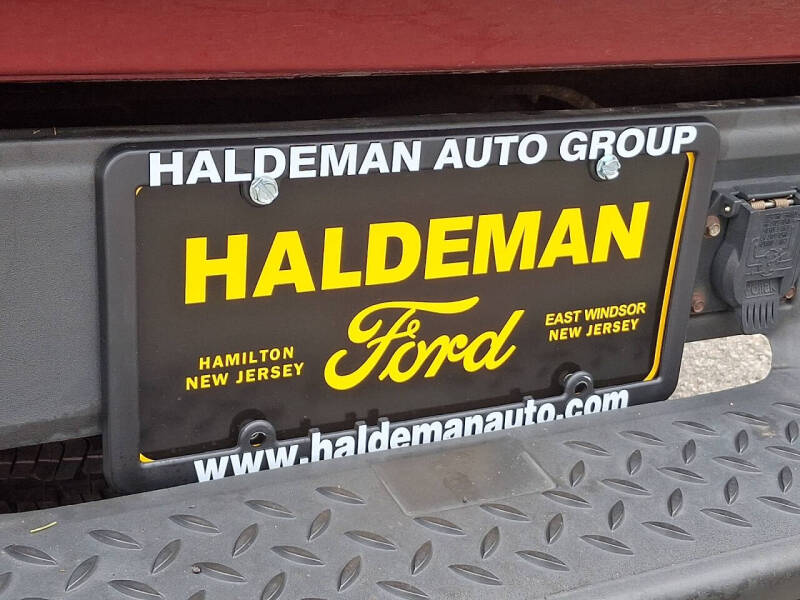 HALDEMAN AUTO GROUP
HALDEMAN
Ford
HAMILTON
NEW JERSEY
EAST WINDSOR
NEW JERSEY
www.haldemanauto.com